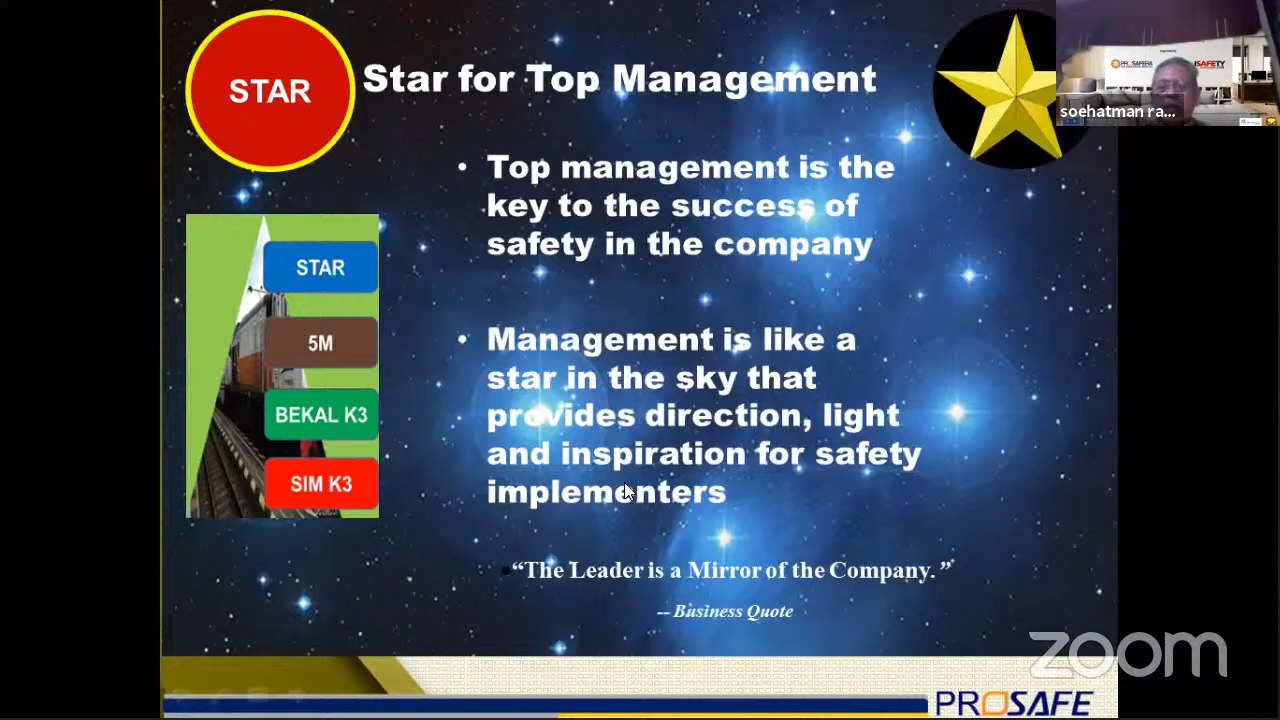 STAR
Star for Top Management
soehatman ra...
• Top management is the
key to the success of
safety in the company
STAR
5M
BEKAL K3
SIM K3
• Management is like a
star in the sky that
provides direction, light
and inspiration for safety
implementers
•“The Leader is a Mirror of the Company.”
-- Business Quote
zoom
PROSAFE